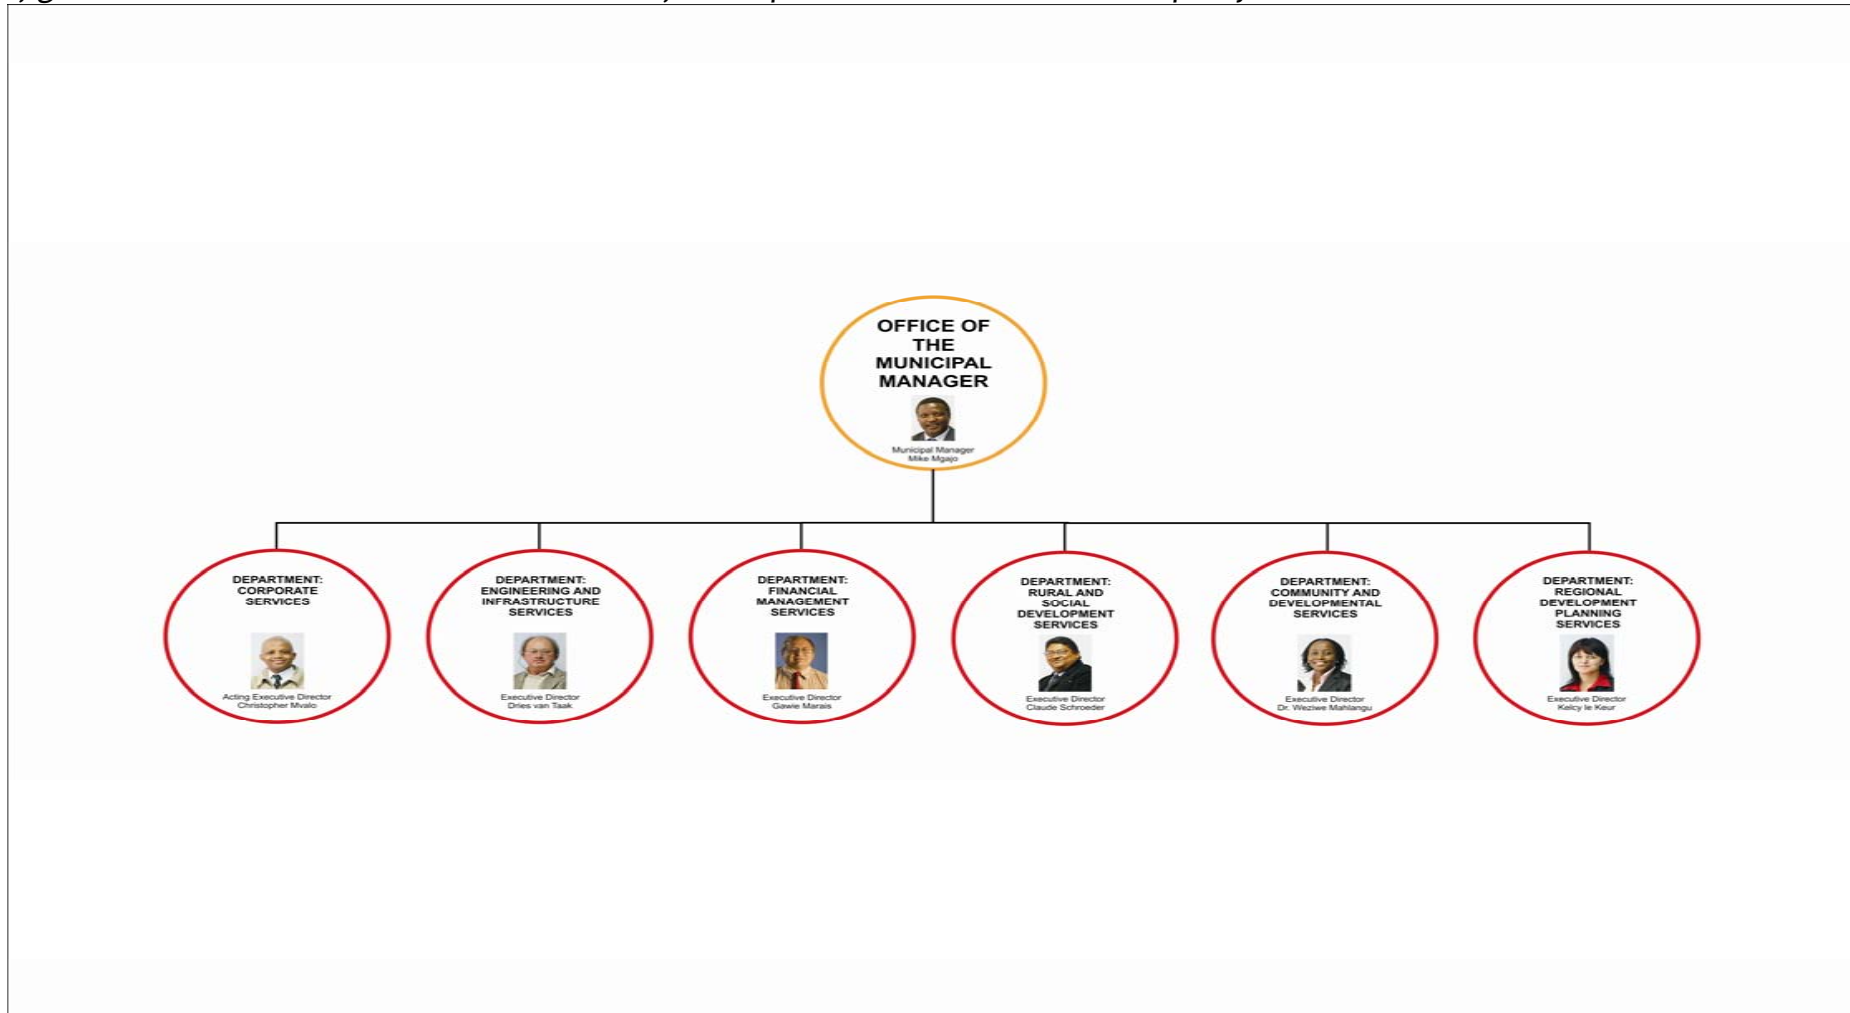 OFFICE OF
THE
MUNICIPAL
MANAGER
Municipal Manager
Mike Mgajo
DEPARTMENT:
CORPORATE
SERVICES
Acting Executive Director
Christopher Mvalo
DEPARTMENT:
ENGINEERING AND
INFRASTRUCTURE
SERVICES
Executive Director
Dries van Taak
DEPARTMENT:
FINANCIAL
MANAGEMENT
SERVICES
Executive Director
Gawie Marais
DEPARTMENT:
RURAL AND
SOCIAL
DEVELOPMENT
SERVICES
Executive Director
Claude Schroeder
DEPARTMENT:
COMMUNITY AND
DEVELOPMENTAL
SERVICES
Executive Director
Dr. Weziwe Mahlangu
DEPARTMENT:
REGIONAL
DEVELOPMENT
PLANNING
SERVICES
Executive Director
Kelcy le Keur